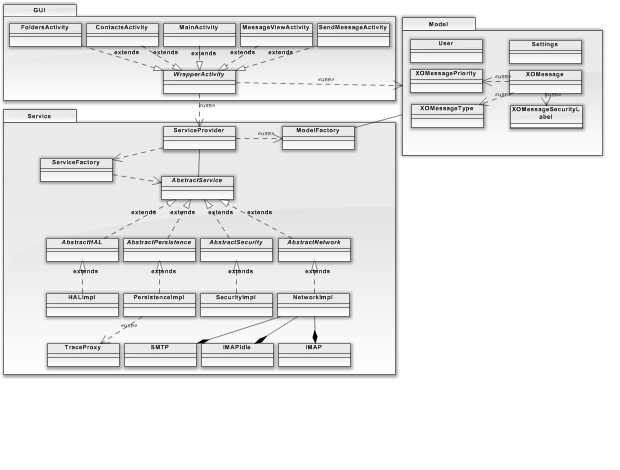 GUI
FoldersActivity
ContactsActivity
MainActivity
MessageViewActivity
SendMessageActivity
extends
extends
extends
extends
extends
WrapperActivity
«use»
«use»
Model
User
Settings
XOMessagePriority
XOMessage
«use»
«use»
«use»
XOMessageType
XOMessageSecurityL
abel
Service
ServiceProvider
«use»
ModelFactory
ServiceFactory
AbstractService
extends
extends
extends
extends
AbstractHAL
AbstractPersistence
AbstractSecurity
AbstractNetwork
extends
extends
extends
extends
HALImpl
PersistenceImpl
SecurityImpl
NetworkImpl
«use»
TraceProxy
SMTP
IMAPIdle
IMAP